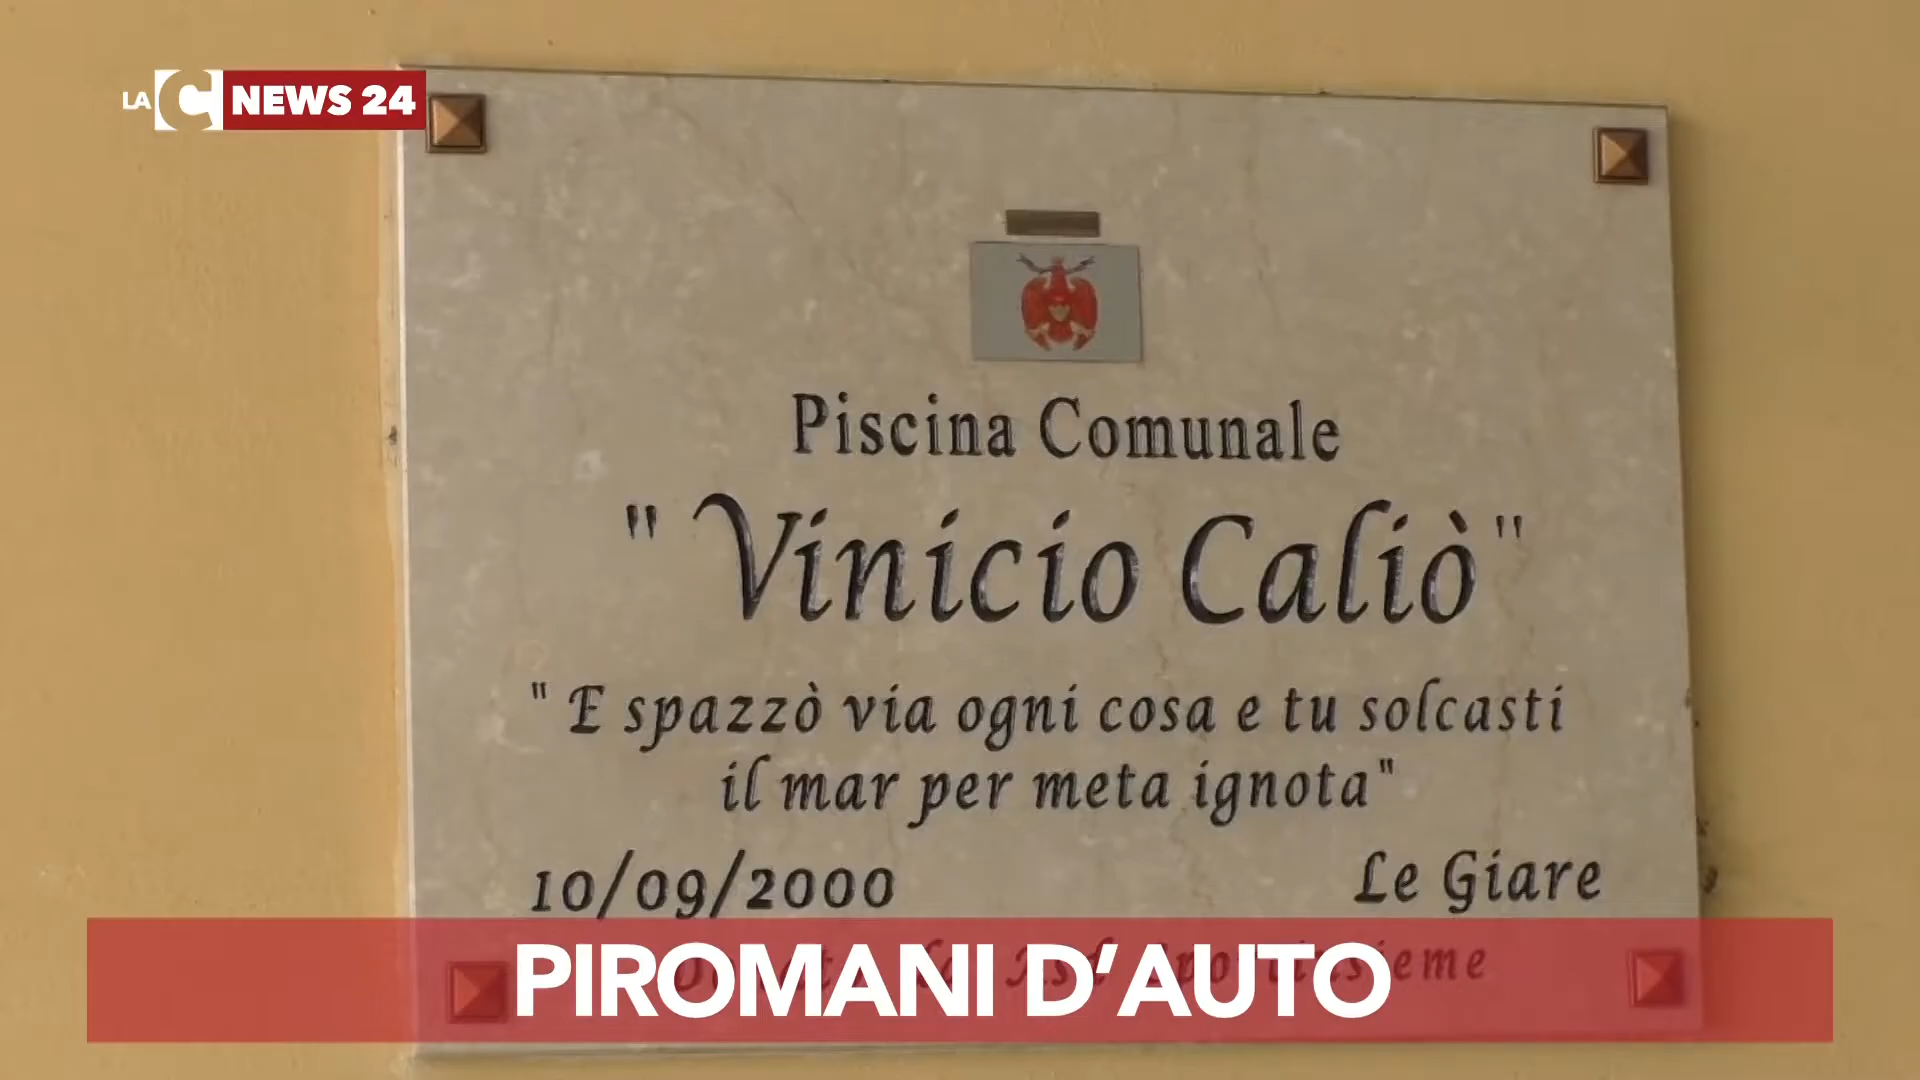 LA C NEWS 24
Piscina Comunale
" Vinicio Caliò"
" E spazzò via ogni cosa e tu solcasti
il mar per meta ignota"
10/09/2000 Le Giare
PIROMANI D'AUTO